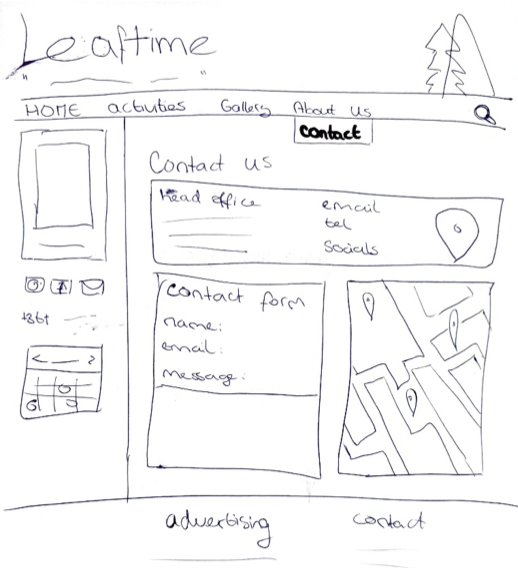 Leaftime
HOME activities Gallery About Us
Contact
Contact us
Head office
email
tel
Socials
contact form
name:
email:
message:
advertising contact